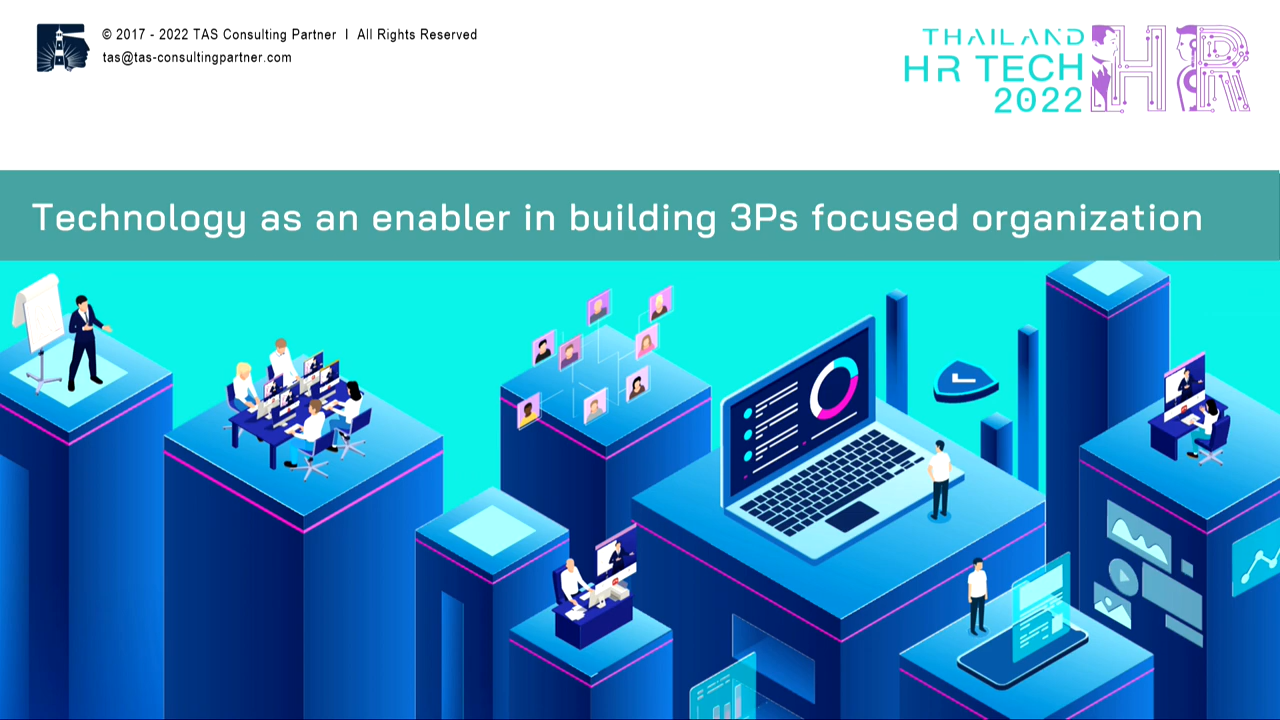 © 2017 - 2022 TAS Consulting Partner I All Rights Reserved
tas@tas-consultingpartner.com
THAILAND
HR TECH
2022
HR
Technology as an enabler in building 3Ps focused organization